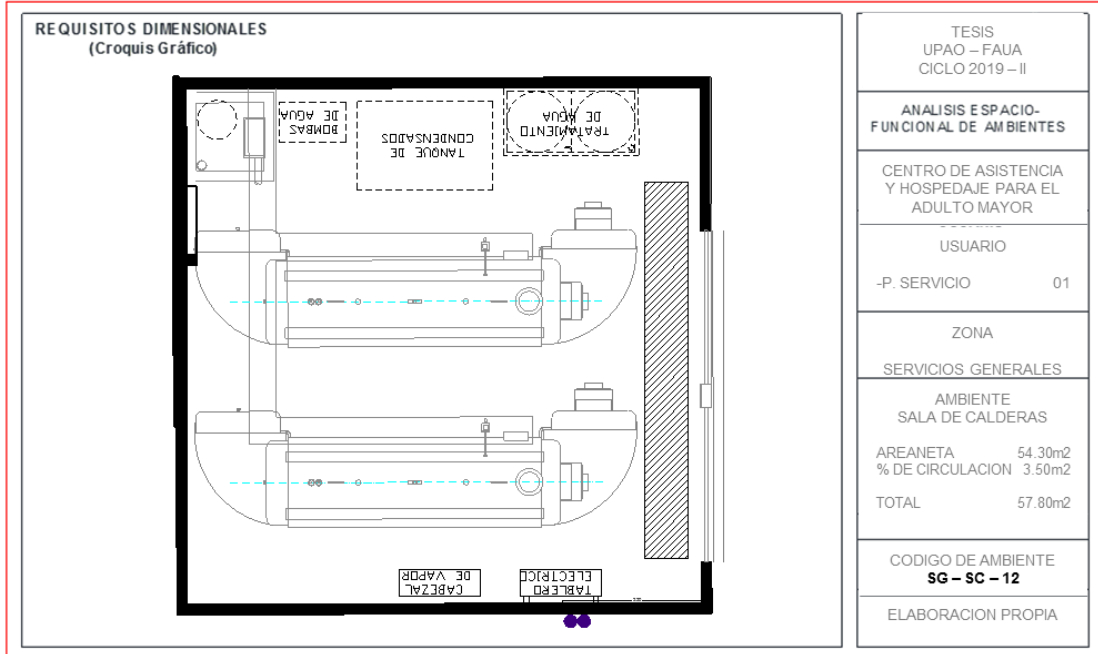 REQUISITOS DIMENSIONALES
(Croquis Gráfico)
BOMBAS
DE AGUA
TANQUE DE
CONDENSADOS
TRATAMIENTO
DE AGUA
CABEZAL
DE VAPOR
TABLERO
ELECTRICO
TESIS
UPAO – FAUA
CICLO 2019 – II
ANALISIS ESPACIO-
FUNCIONAL DE AMBIENTES
CENTRO DE ASISTENCIA
Y HOSPEDAJE PARA EL
ADULTO MAYOR
USUARIO
-P. SERVICIO 01
ZONA
SERVICIOS GENERALES
AMBIENTE
SALA DE CALDERAS
AREANETA 54.30m2
% DE CIRCULACION 3.50m2
TOTAL 57.80m2
CODIGO DE AMBIENTE
SG – SC – 12
ELABORACION PROPIA